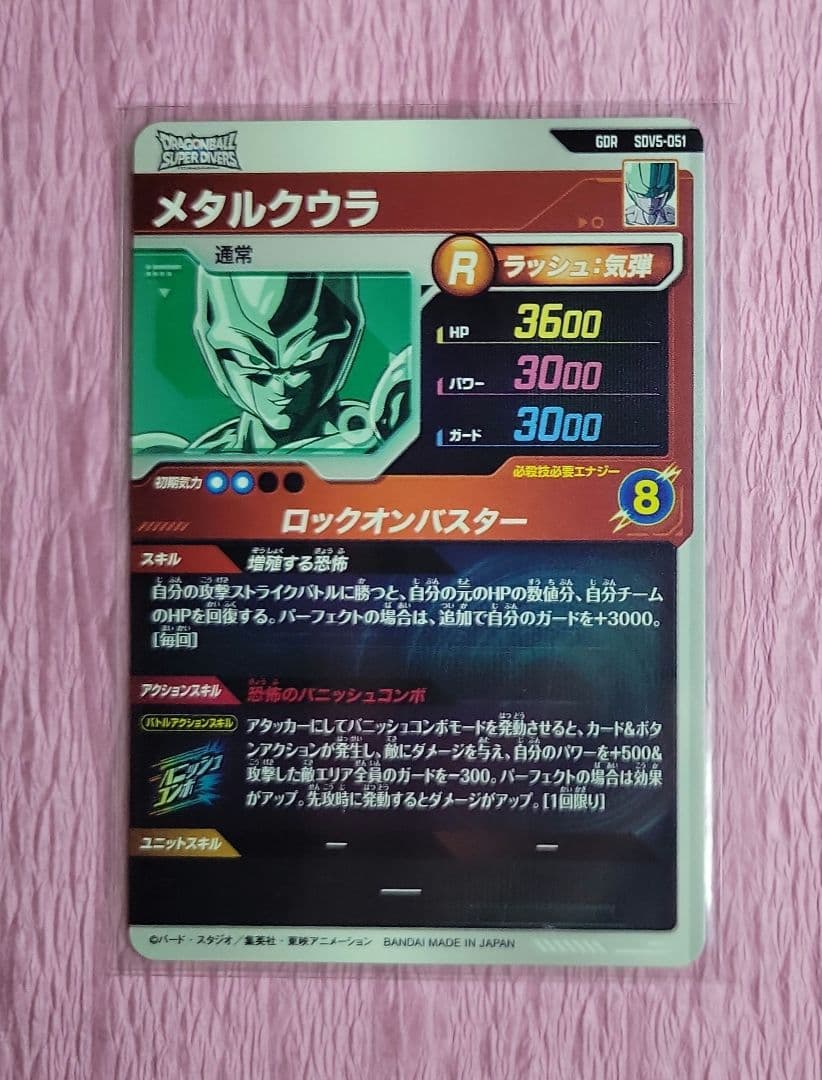 DRAGONBALL
SUPER DIVERS
GDR SDV5-051
メタルクウラ
通常
R ラッシュ:気弾
HP 3600
パワー 3000
ガード 3000
初期気力
必殺技必要エナジー
8
ロックオンバスター
スキル 増殖する恐怖
自分の攻撃ストライクバトルに勝つと、自分の元のHPの数値分、自分チーム
のHPを回復する。パーフェクトの場合は、追加で自分のガードを+3000。
[毎回]
アクションスキル 恐怖のバニッシュコンボ
バトルアクションスキル
バニッシュ
コンボ
アタッカーにしてバニッシュコンボモードを発動させると、カード&ボタ
ンアクションが発生し、敵にダメージを与え、自分のパワーを+500&
攻撃した敵エリア全員のガードを-300。パーフェクトの場合は効果
がアップ。先攻時に発動するとダメージがアップ。[1回限り]
ユニットスキル ー ー
ー
©バード・スタジオ/集英社・東映アニメーション BANDAI MADE IN JAPAN